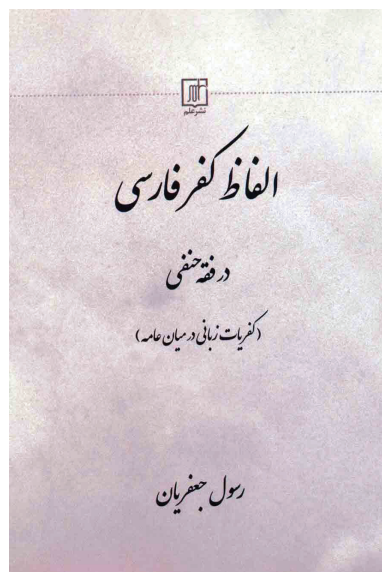 نشر علم
الفاظ کفر فارسی
در فقه حنفی
(کفریات زبانی در میان عامه)
رسول جعفریان